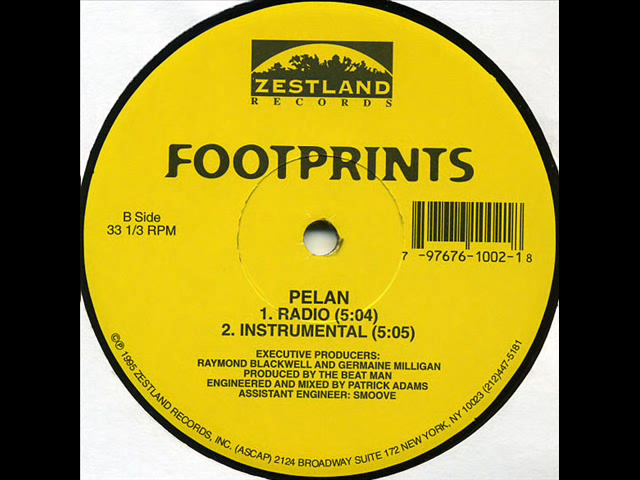 ZESTLAND
RECORDS
FOOTPRINTS
B Side
33 1/3 RPM
7 -97676-1002-1 8
PELAN
1. RADIO (5:04)
2. INSTRUMENTAL (5:05)
EXECUTIVE PRODUCERS:
RAYMOND BLACKWELL AND GERMAINE MILLIGAN
PRODUCED BY THE BEAT MAN
ENGINEERED AND MIXED BY PATRICK ADAMS
ASSISTANT ENGINEER: SMOOVE
©℗ 1995 ZESTLAND RECORDS, INC. (ASCAP) 2124 BROADWAY SUITE 172 NEW YORK, NY 10023 (212)447-5181